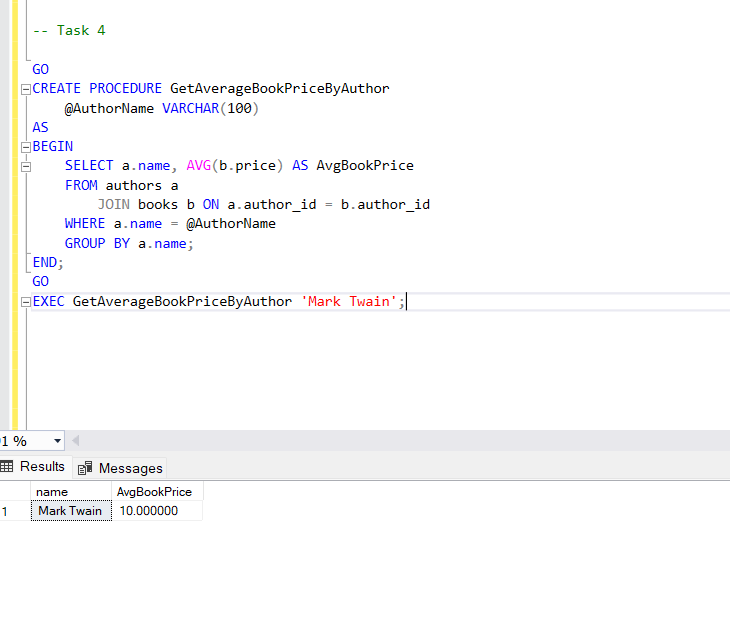 -- Task 4
GO
CREATE PROCEDURE GetAverageBookPriceByAuthor
@AuthorName VARCHAR(100)
AS
BEGIN
SELECT a.name, AVG(b.price) AS AvgBookPrice
FROM authors a
JOIN books b ON a.author_id = b.author_id
WHERE a.name = @AuthorName
GROUP BY a.name;
END;
GO
EXEC GetAverageBookPriceByAuthor 'Mark Twain';
1 %
Results Messages
name AvgBookPrice
1 Mark Twain 10.000000